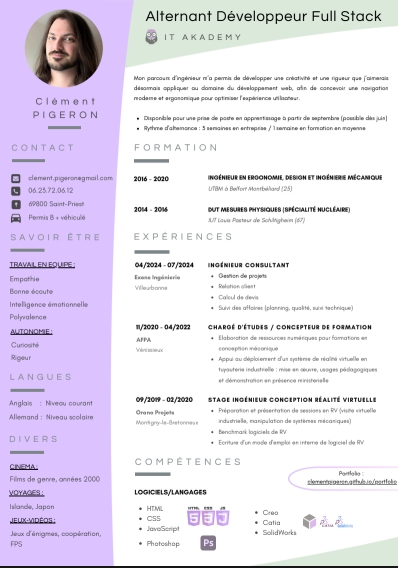 Alternant Développeur Full Stack
IT AKADEMY
Clément
PIGERON
CONTACT
clement.pigeron@gmail.com
06.25.72.06.12
69800 Saint-Priest
Permis B + véhiculé
SAVOIR ÊTRE
TRAVAIL EN EQUIPE :
Empathie
Bonne écoute
Intelligence émotionnelle
Polyvalence
AUTONOMIE :
Curiosité
Rigeur
LANGUES
Anglais : Niveau courant
Allemand : Niveau scolaire
DIVERS
CINEMA :
Films de genre, années 2000
VOYAGES :
Islande, Japon
JEUX-VIDÉOS :
Jeux d'énigmes, coopération,
FPS
Mon parcours d'ingénieur m'a permis de développer une créativité et une rigueur que j'aimerais
désormais appliquer au domaine du développement web, afin de concevoir une navigation
moderne et ergonomique pour optimiser l'expérience utilisateur.
Disponible pour une prise de poste en apprentissage à partir de septembre (possible dès juin)
Rythme d'alternance : 3 semaines en entreprise / 1 semaine en formation en moyenne
FORMATION
2016 - 2020
INGÉNIEUR EN ERGONOMIE, DESIGN ET INGÉNIERIE MÉCANIQUE
UTBM à Belfort Montbéliard (25)
2014 - 2016
DUT MESURES PHYSIQUES (SPÉCIALITÉ NUCLÉAIRE)
IUT Louis Pasteur de Schiltigheim (67)
EXPÉRIENCES
04/2024 - 07/2024
Exono Ingénierie
Villeurbanne
INGÉNIEUR CONSULTANT
Gestion de projets
Relation client
Calcul de devis
Suivi des affaires (planning, qualité, suivi technique)
11/2020 - 04/2022
AFPA
Vénissieux
CHARGÉ D'ÉTUDES / CONCEPTEUR DE FORMATION
Elaboration de ressources numériques pour formations en
conception mécanique
Appui au déploiement d'un système de réalité virtuelle en
tuyauterie industrielle : mise en œuvre, usages pédagogiques
et démonstration en présence ministerielle
09/2019 - 02/2020
Orano Projets
Montigny-le-Bretonneux
STAGE INGÉNIEUR CONCEPTION RÉALITÉ VIRTUELLE
Préparation et présentation de sessions en RV (visite virtuelle
industrielle, manipulation de systèmes mécaniques)
Benchmark logiciels de RV
Ecriture d'un mode d'emploi en interne de logiciel de RV
COMPÉTENCES
Portfolio :
clementpigeron.github.io/portfolio
LOGICIELS/LANGAGES
HTML
CSS
JavaScript
Photoshop
HTML CSS JS
5 3
Ps
Creo
Catia
SolidWorks
CATIA